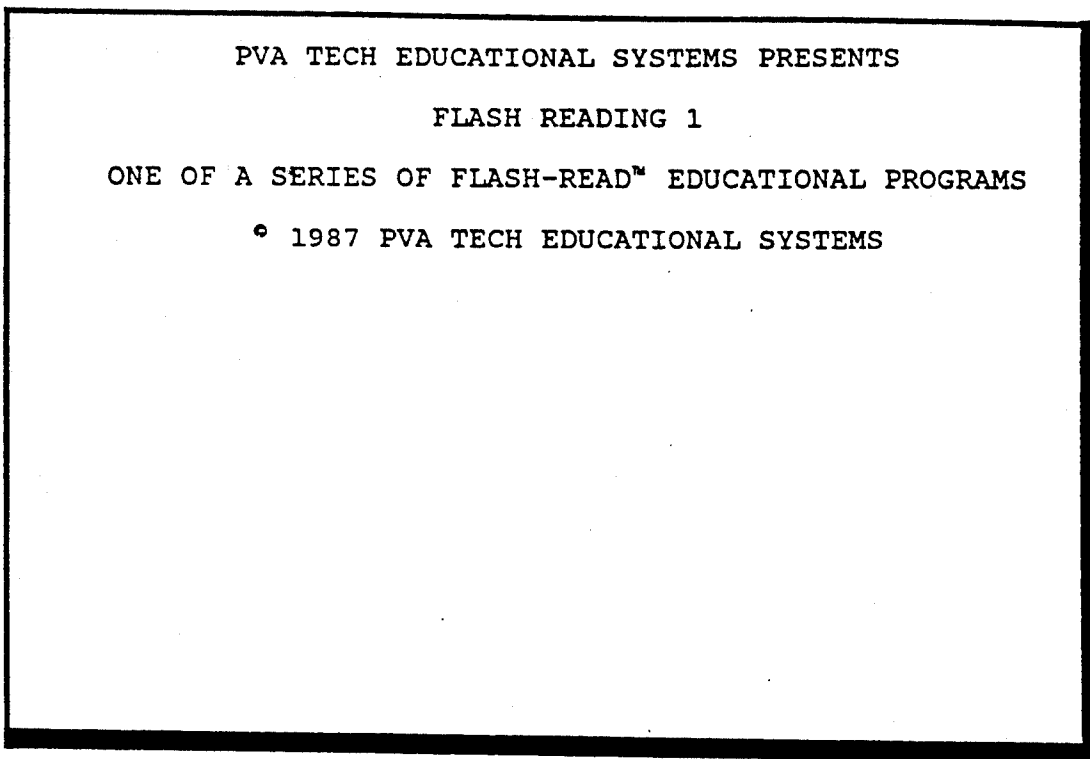 PVA TECH EDUCATIONAL SYSTEMS PRESENTS
FLASH READING 1
ONE OF A SERIES OF FLASH-READ™ EDUCATIONAL PROGRAMS
© 1987 PVA TECH EDUCATIONAL SYSTEMS